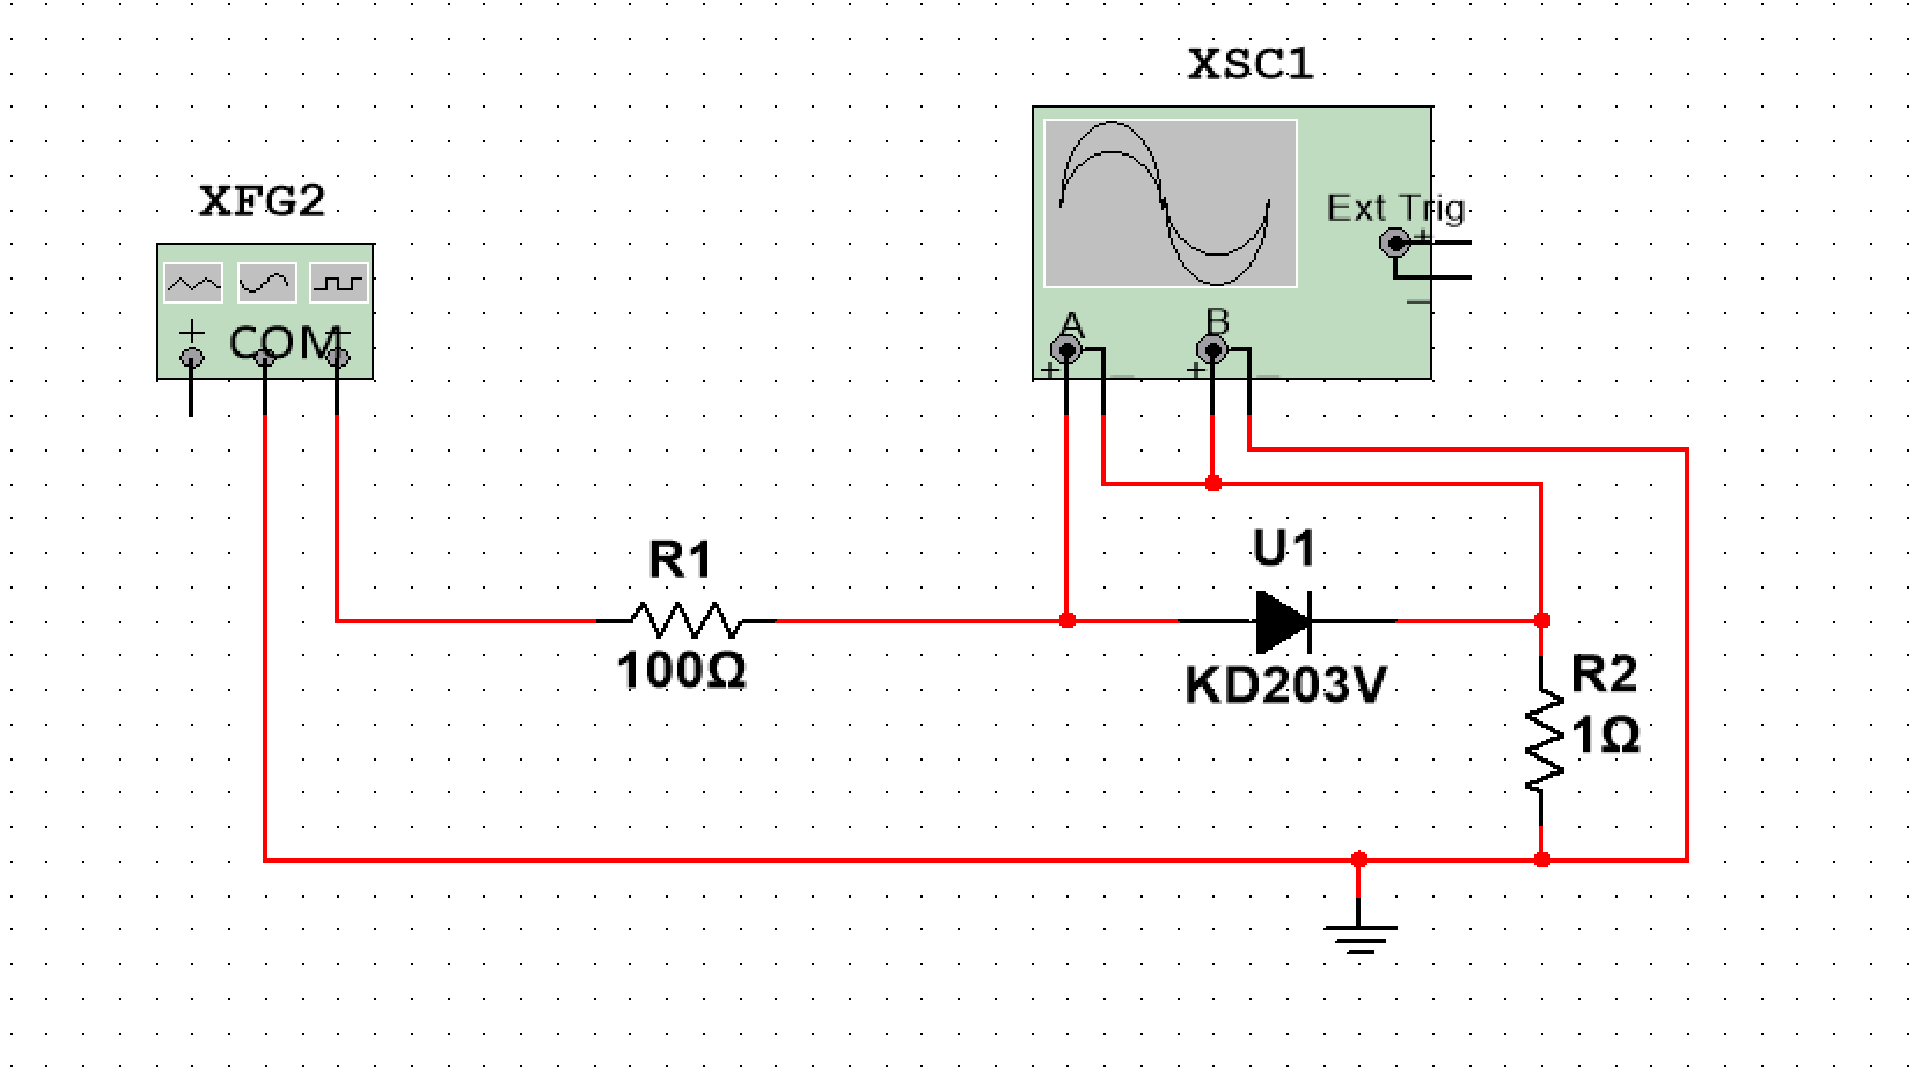 XSC1
XFG2
Ext Trig
+
−
+
COM
−
A
B
+
−
+
−
R1
100Ω
U1
KD203V
R2
1Ω